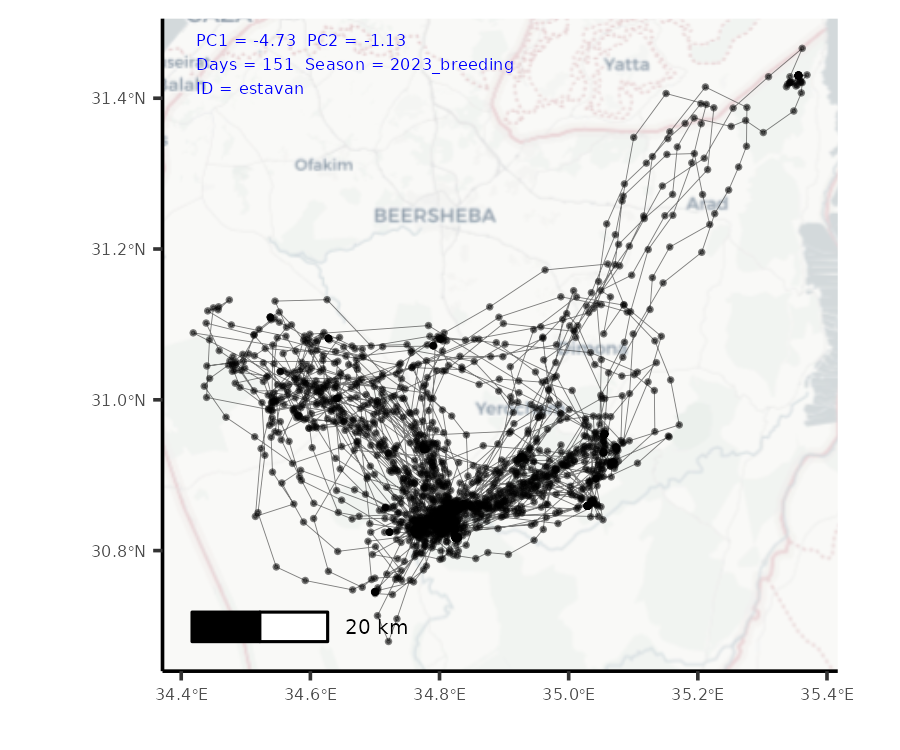 PC1 = -4.73 PC2 = -1.13
Days = 151 Season = 2023_breeding
ID = estavan
Yatta
31.4°N
Ofakim
BEERSHEBA
Arad
31.2°N
31.0°N
30.8°N
20 km
34.4°E
34.6°E
34.8°E
35.0°E
35.2°E
35.4°E